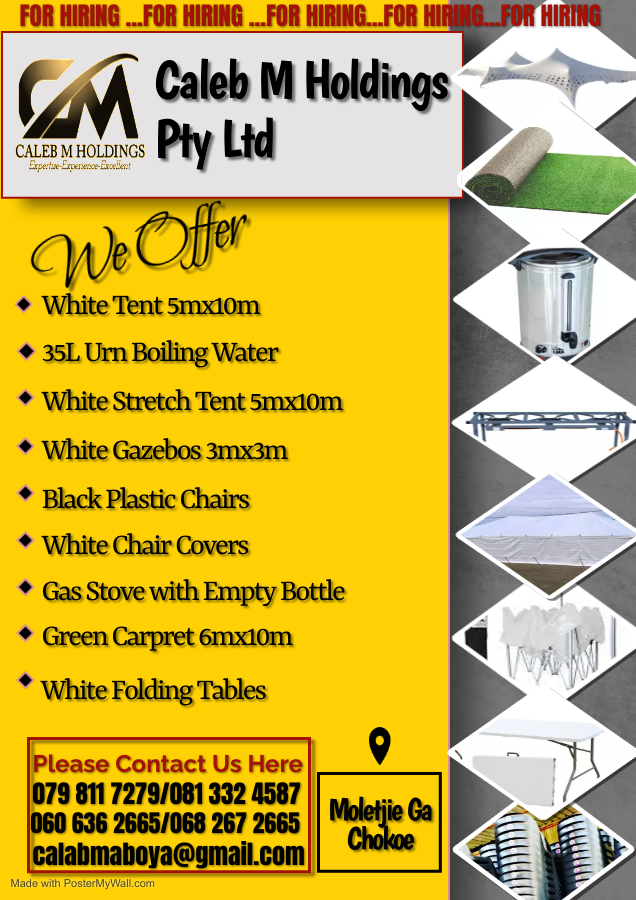 FOR HIRING ...FOR HIRING ...FOR HIRING...FOR HIRING...FOR HIRING
CM
CALEB M HOLDINGS
Expertise-Experience-Excellent
Caleb M Holdings
Pty Ltd
We Offer
White Tent 5mx10m
35L Urn Boiling Water
White Stretch Tent 5mx10m
White Gazebos 3mx3m
Black Plastic Chairs
White Chair Covers
Gas Stove with Empty Bottle
Green Carpret 6mx10m
White Folding Tables
Please Contact Us Here
079 811 7279/081 332 4587
060 636 2665/068 267 2665
calabmaboya@gmail.com
Moletjie Ga
Chokoe
Made with PosterMyWall.com